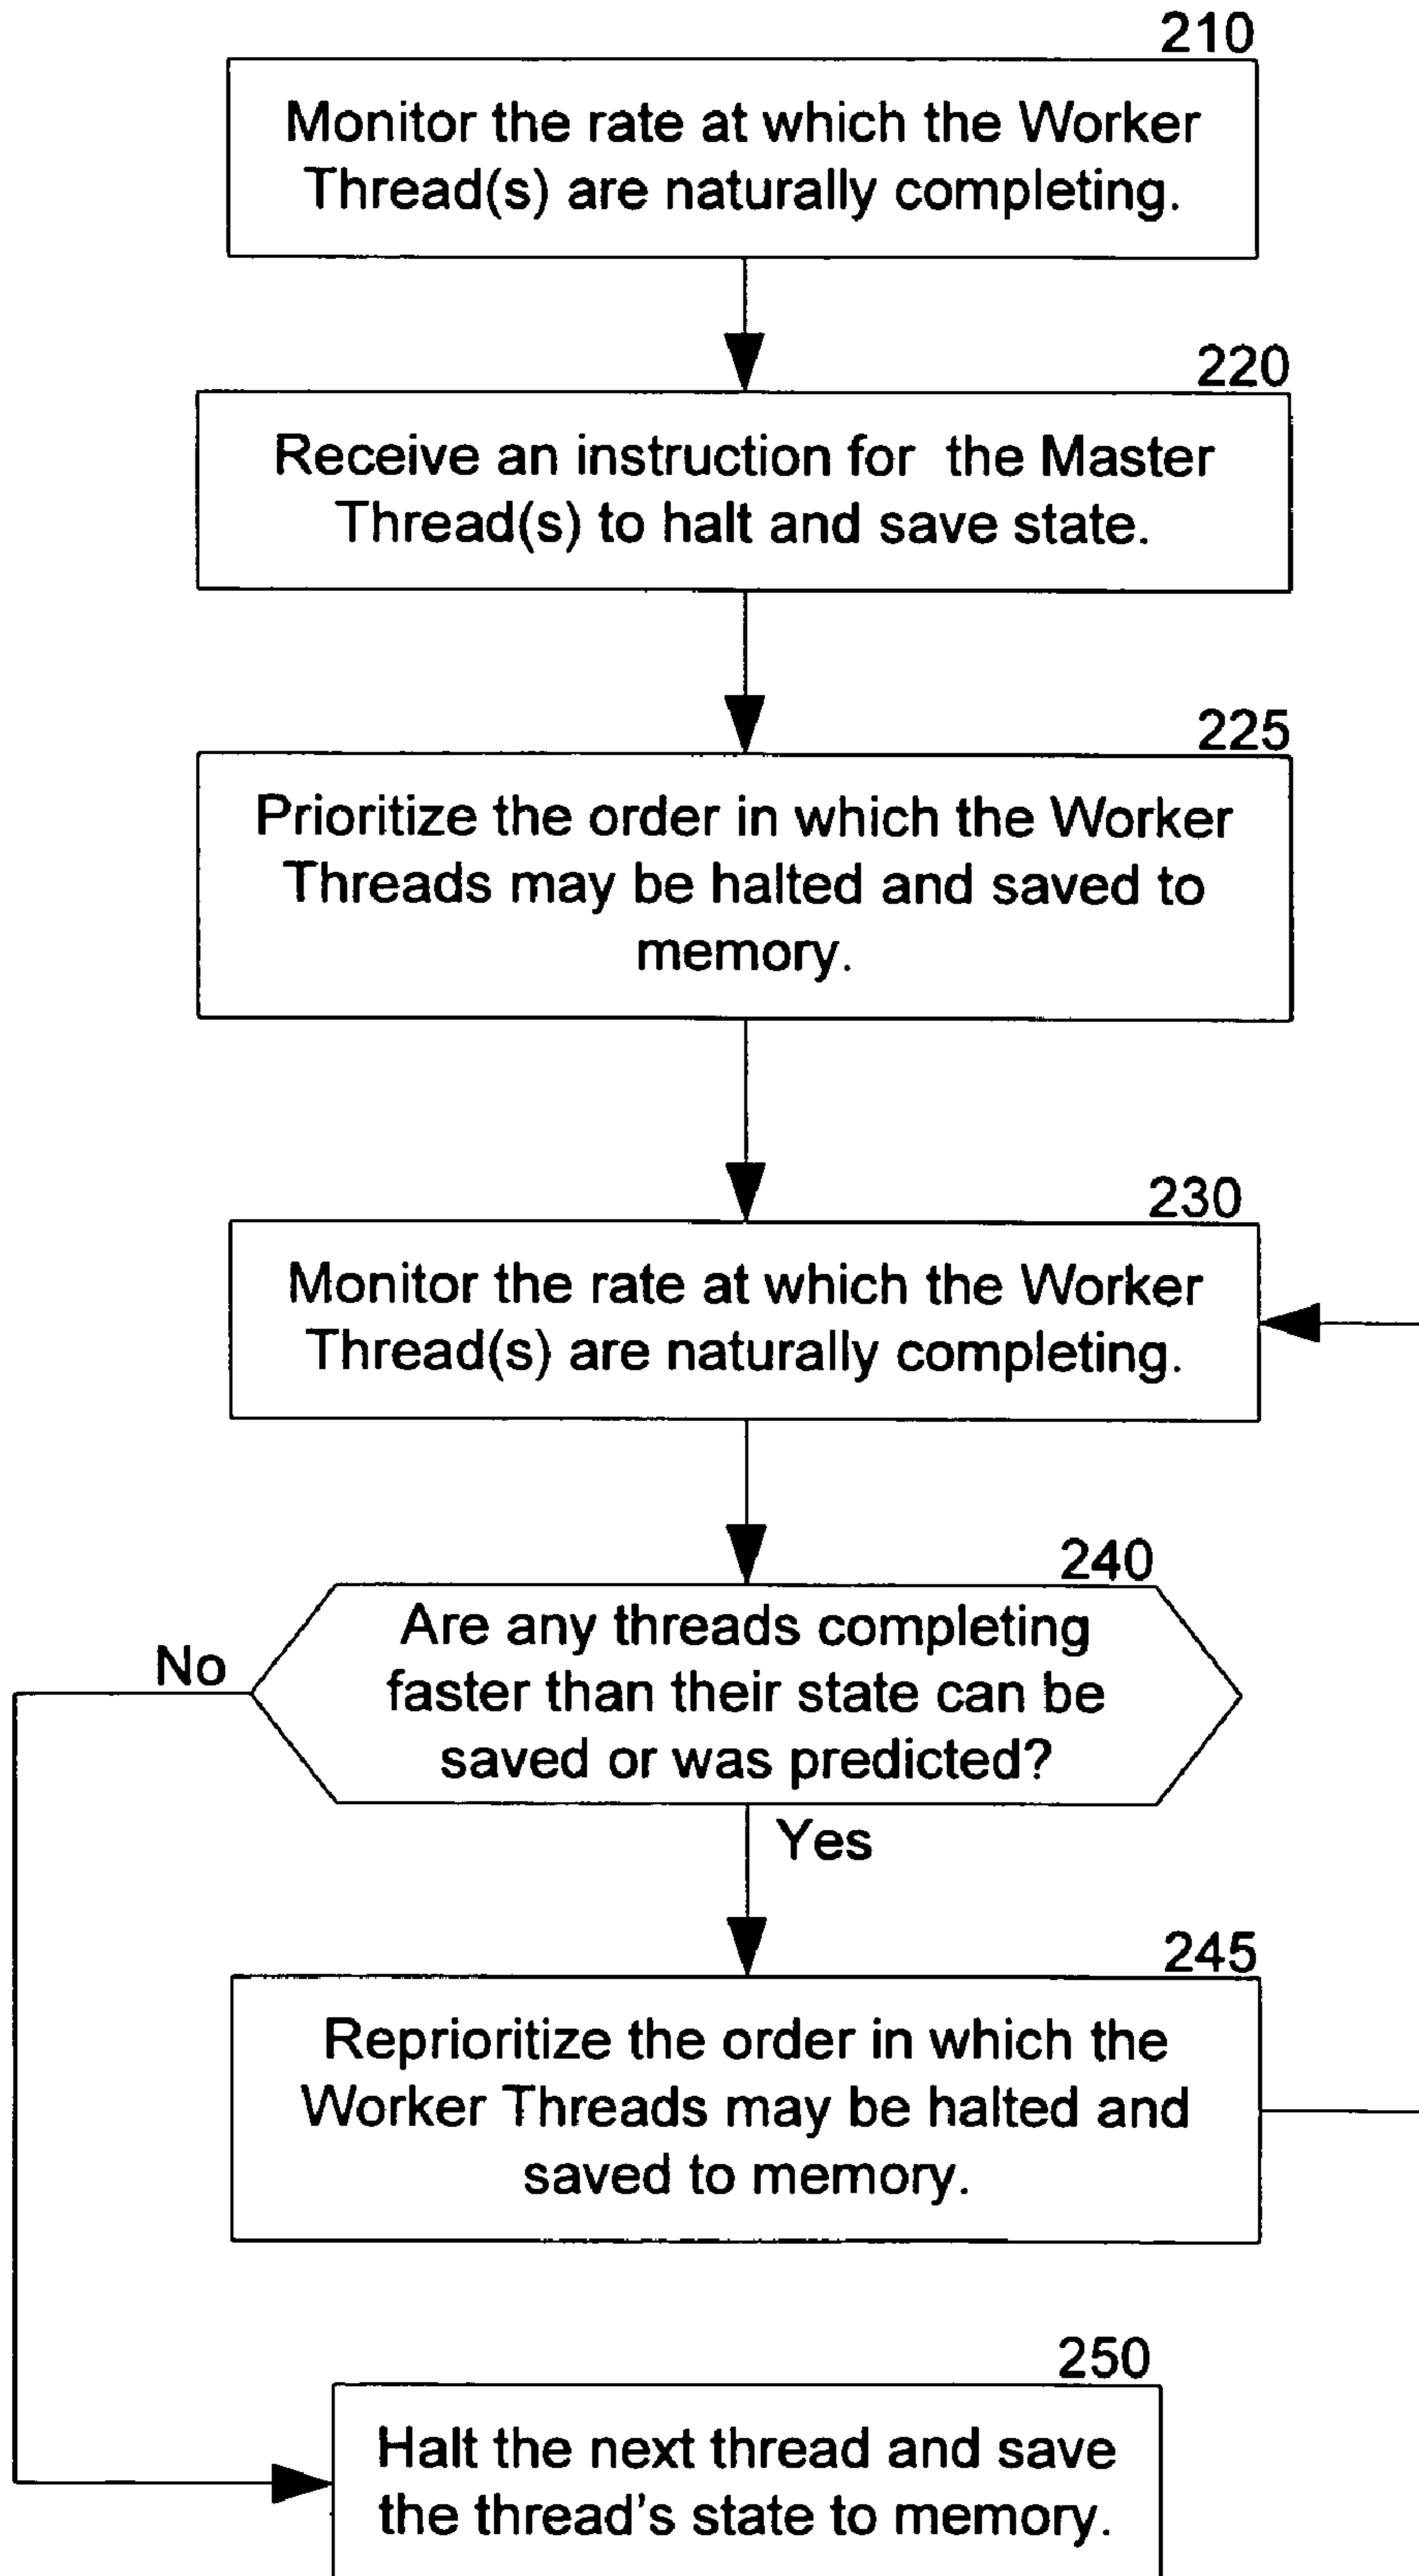 210
Monitor the rate at which the Worker
Thread(s) are naturally completing.
220
Receive an instruction for the Master
Thread(s) to halt and save state.
225
Prioritize the order in which the Worker
Threads may be halted and saved to
memory.
230
Monitor the rate at which the Worker
Thread(s) are naturally completing.
240
Are any threads completing
faster than their state can be
saved or was predicted?
No
Yes
245
Reprioritize the order in which the
Worker Threads may be halted and
saved to memory.
250
Halt the next thread and save
the thread's state to memory.